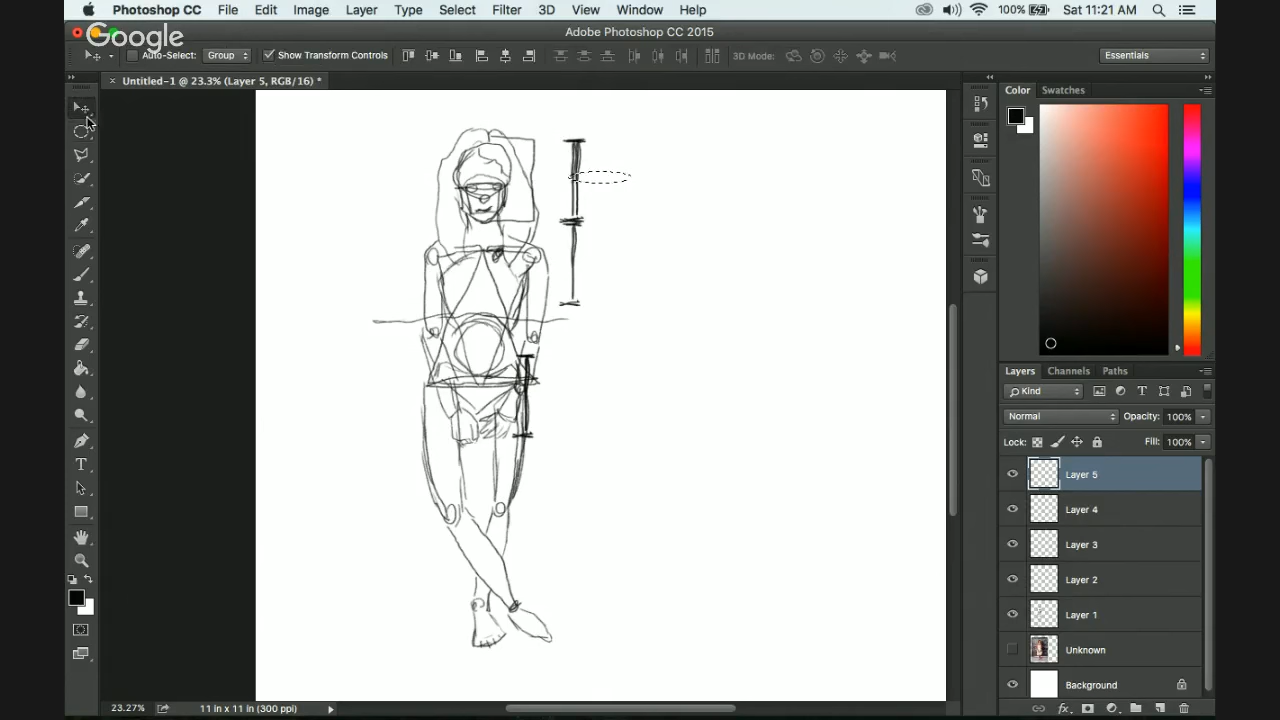 Photoshop CC File Edit Image Layer Type Select Filter 3D View Window Help 100% Sat 11:21 AM
Google
Adobe Photoshop CC 2015
Auto-Select: Group Show Transform Controls 3D Mode: Essentials
× Untitled-1 @ 23.3% (Layer 5, RGB/16) *
Color Swatches
Layers Channels Paths
Kind
Normal Opacity: 100%
Lock: Fill: 100%
Layer 5
Layer 4
Layer 3
Layer 2
Layer 1
Unknown
Background
23.27% 11 in x 11 in (300 ppi)